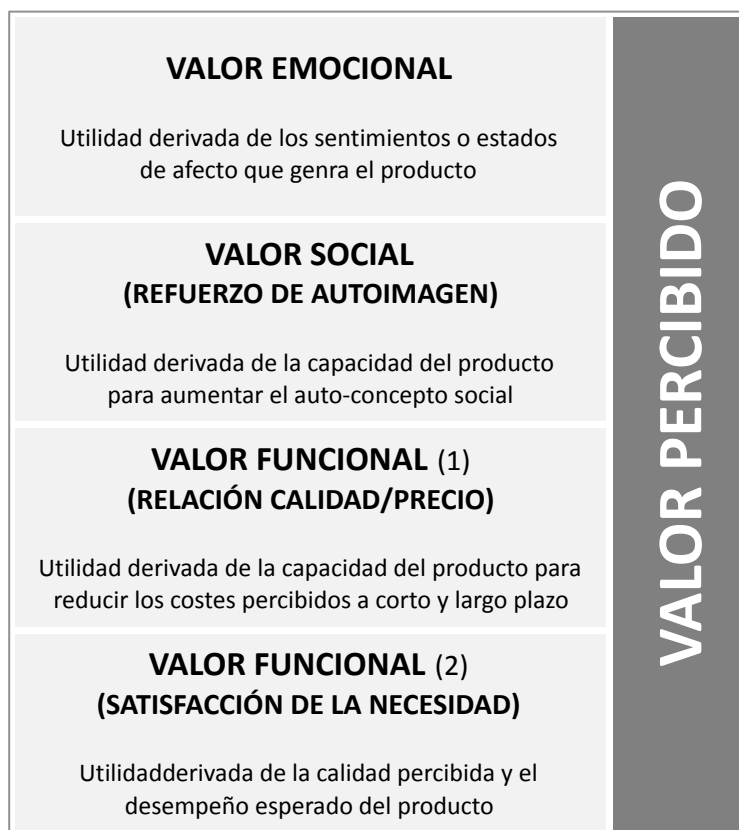 VALOR EMOCIONAL
Utilidad derivada de los sentimientos o estados
de afecto que genra el producto
VALOR SOCIAL
(REFUERZO DE AUTOIMAGEN)
Utilidad derivada de la capacidad del producto
para aumentar el auto-concepto social
VALOR FUNCIONAL (1)
(RELACIÓN CALIDAD/PRECIO)
Utilidad derivada de la capacidad del producto para
reducir los costes percibidos a corto y largo plazo
VALOR FUNCIONAL (2)
(SATISFACCIÓN DE LA NECESIDAD)
Utilidadderivada de la calidad percibida y el
desempeño esperado del producto
VALOR PERCIBIDO